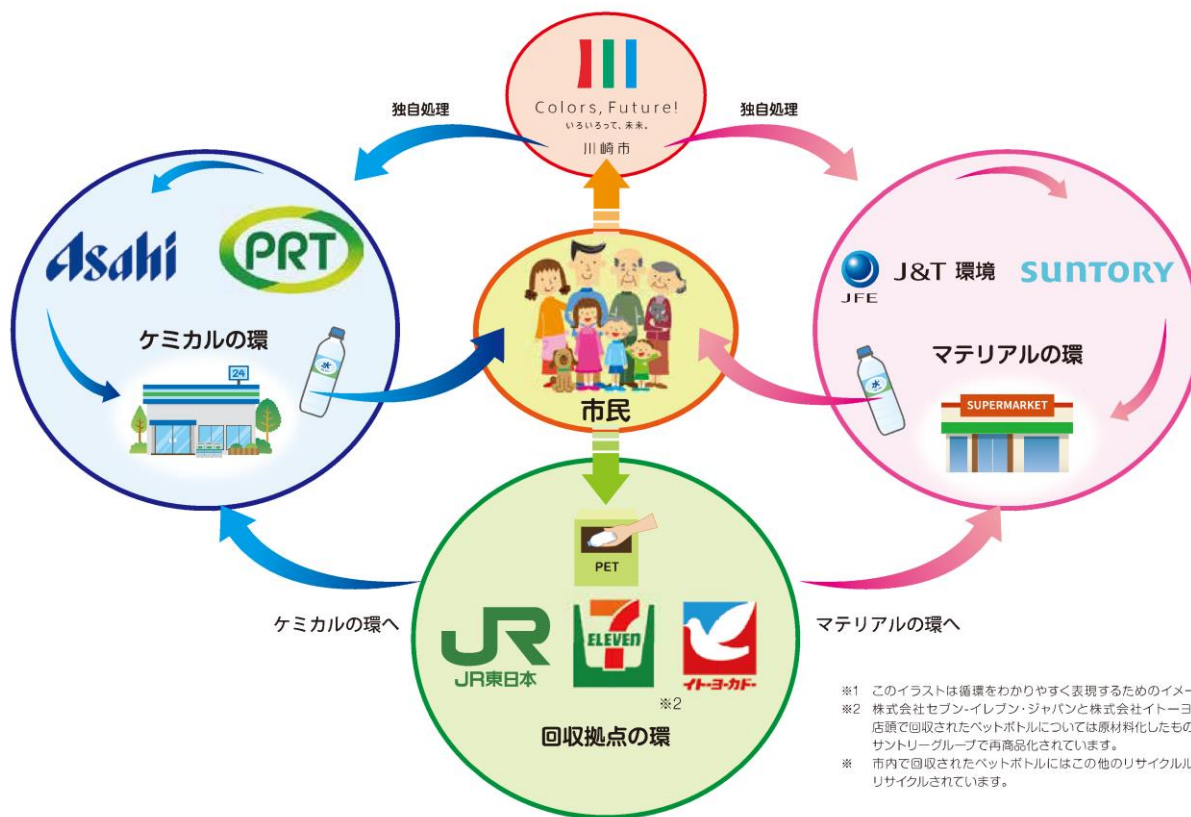 Colors, Future!
いろいろって、未来。
川崎市
独自処理
独自処理
Asahi
PRT
ケミカルの環
24
水
市民
JFE
J&T 環境
SUNTORY
マテリアルの環
水
SUPERMARKET
PET
ケミカルの環へ
マテリアルの環へ
JR
JR東日本
7
ELEVEN
イトーヨーカドー
※2
回収拠点の環
※1 このイラストは循環をわかりやすく表現するためのイメー
※2 株式会社セブン-イレブン・ジャパンと株式会社イトーヨ
店頭で回収されたペットボトルについては原材料化したもの
サントリーグループで再商品化されています。
※ 市内で回収されたペットボトルにはこの他のリサイクルル
リサイクルされています。